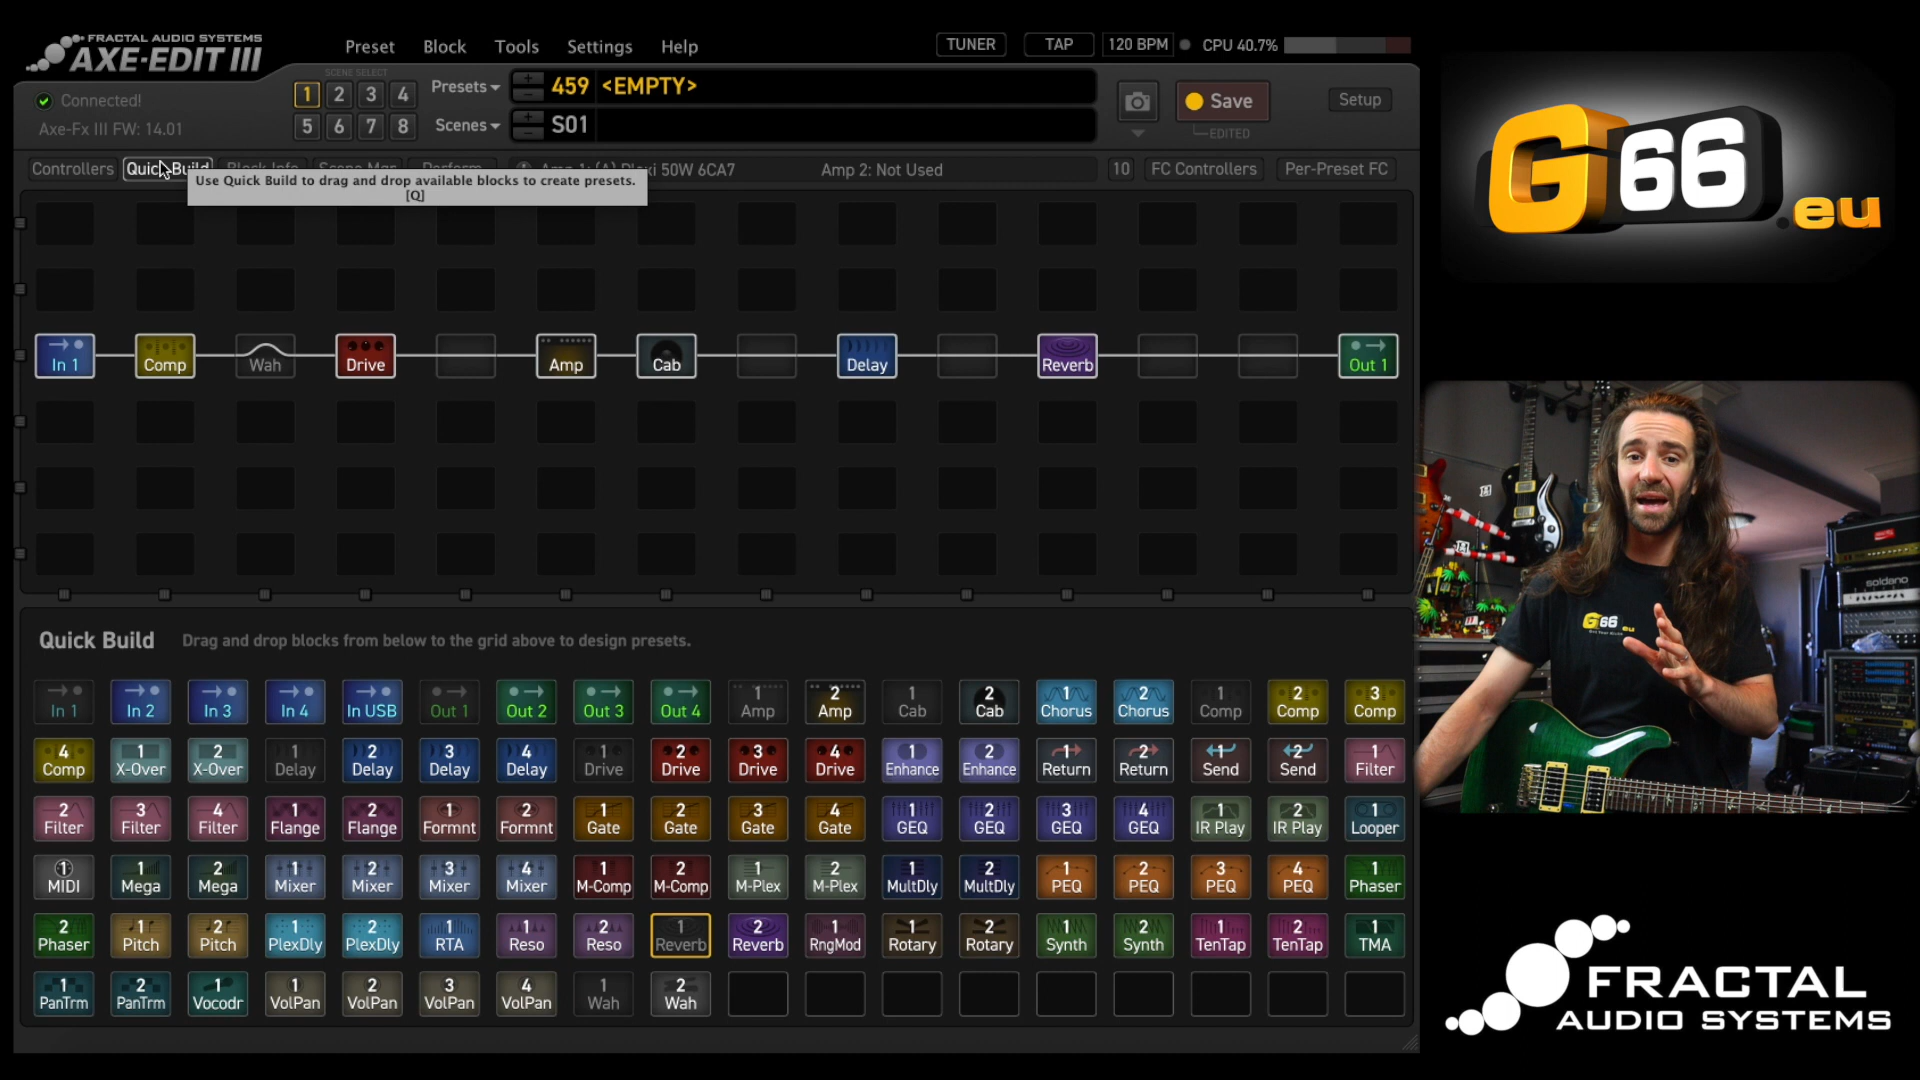 FRACTAL AUDIO SYSTEMS
AXE-EDIT III
Preset Block Tools Settings Help
TUNER TAP 120 BPM CPU 40.7%
SCENE SELECT
1 2 3 4
5 6 7 8
Presets + - 459 <EMPTY>
Scenes + - S01
Save
EDITED
Setup
Connected!
Axe-Fx III FW: 14.01
Controllers Quick Build Block Info Scene Mgr Perform Amp 1: (A) Plexi 50W 6CA7 Amp 2: Not Used 10 FC Controllers Per-Preset FC
Use Quick Build to drag and drop available blocks to create presets.
[Q]
In 1 Comp Wah Drive Amp Cab Delay Reverb Out 1
Quick Build Drag and drop blocks from below to the grid above to design presets.
In 1 In 2 In 3 In 4 In USB Out 1 Out 2 Out 3 Out 4 1 Amp 2 Amp 1 Cab 2 Cab 1 Chorus 2 Chorus 1 Comp 2 Comp 3 Comp
4 Comp 1 X-Over 2 X-Over 1 Delay 2 Delay 3 Delay 4 Delay 1 Drive 2 Drive 3 Drive 4 Drive 1 Enhance 2 Enhance 1 Return 2 Return 1 Send 2 Send 1 Filter
2 Filter 3 Filter 4 Filter 1 Flange 2 Flange 1 Formnt 2 Formnt 1 Gate 2 Gate 3 Gate 4 Gate 1 GEQ 2 GEQ 3 GEQ 4 GEQ 1 IR Play 2 IR Play 1 Looper
1 MIDI 1 Mega 2 Mega 1 Mixer 2 Mixer 3 Mixer 4 Mixer 1 M-Comp 2 M-Comp 1 M-Plex 2 M-Plex 1 MultDly 2 MultDly 1 PEQ 2 PEQ 3 PEQ 4 PEQ 1 Phaser
2 Phaser 1 Pitch 2 Pitch 1 PlexDly 2 PlexDly 1 RTA 1 Reso 2 Reso 1 Reverb 2 Reverb 1 RngMod 1 Rotary 2 Rotary 1 Synth 2 Synth 1 TenTap 2 TenTap 1 TMA
1 PanTrm 2 PanTrm 1 Vocodr 1 VolPan 2 VolPan 3 VolPan 4 VolPan 1 Wah 2 Wah
G66
.eu
soldano
G66 eu
FRACTAL
AUDIO SYSTEMS